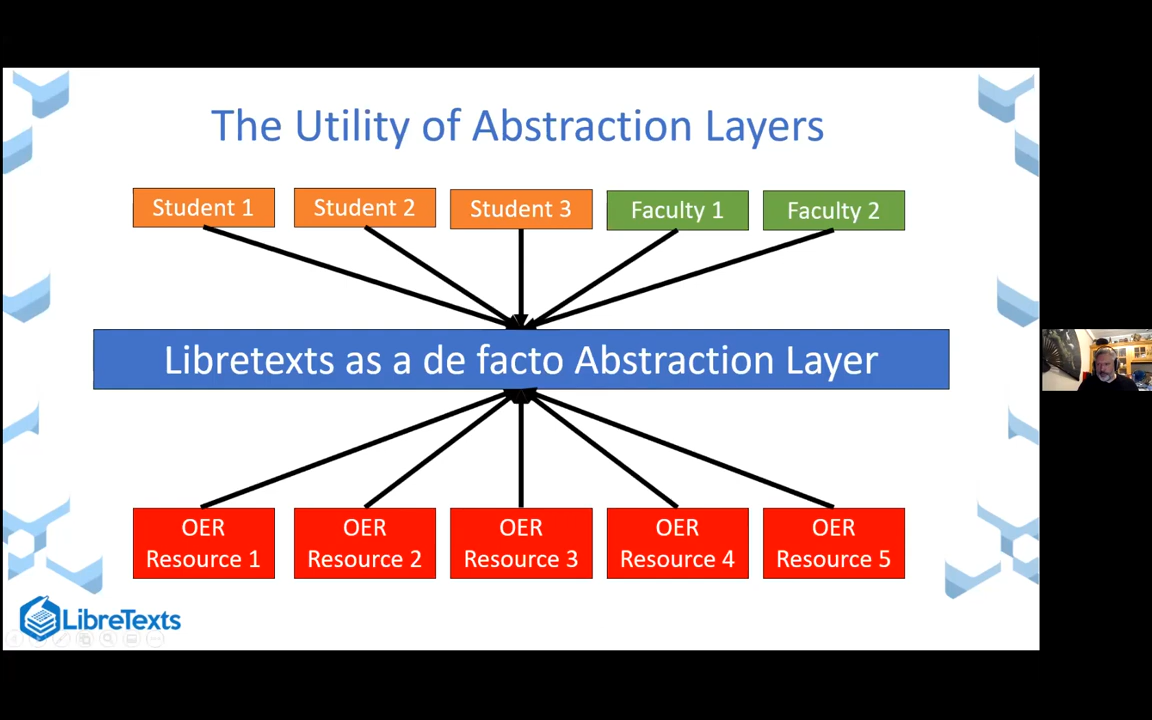 The Utility of Abstraction Layers
Student 1
Student 2
Student 3
Faculty 1
Faculty 2
Libretexts as a de facto Abstraction Layer
OER
Resource 1
OER
Resource 2
OER
Resource 3
OER
Resource 4
OER
Resource 5
LibreTexts